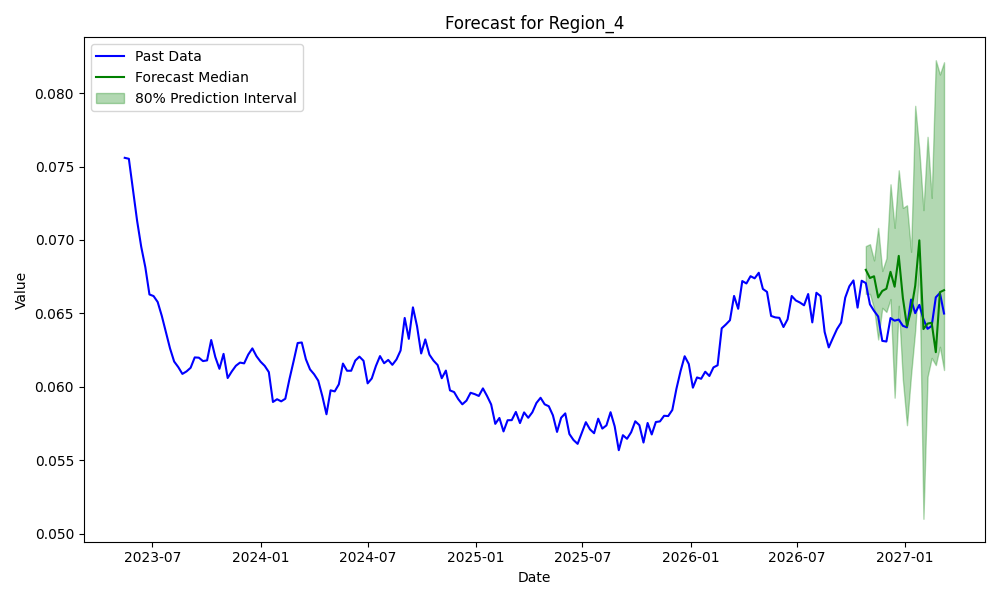 Forecast for Region_4
Past Data
Forecast Median
80% Prediction Interval
0.080
0.075
0.070
0.065
0.060
0.055
0.050
Value
2023-07
2024-01
2024-07
2025-01
2025-07
2026-01
2026-07
2027-01
Date